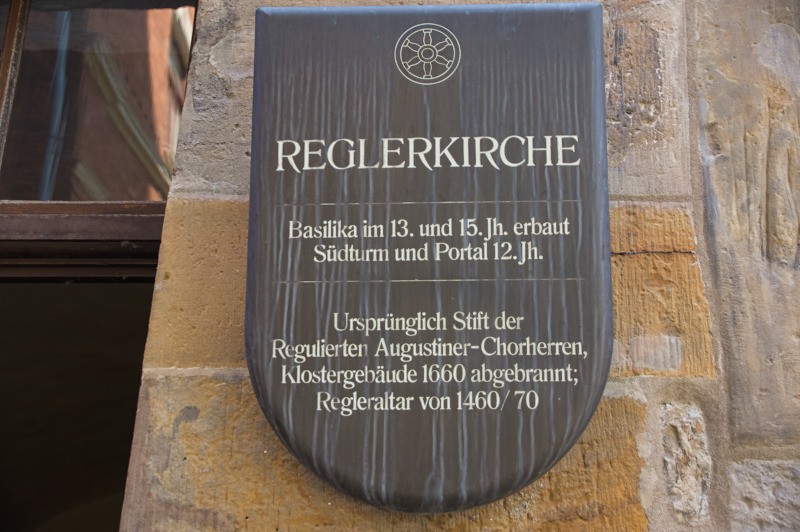 REGLERKIRCHE
Basilika im 13. und 15. Jh. erbaut
Südturm und Portal 12. Jh.
Ursprünglich Stift der
Regulierten Augustiner-Chorherren,
Klostergebäude 1660 abgebrannt;
Regleraltar von 1460/70